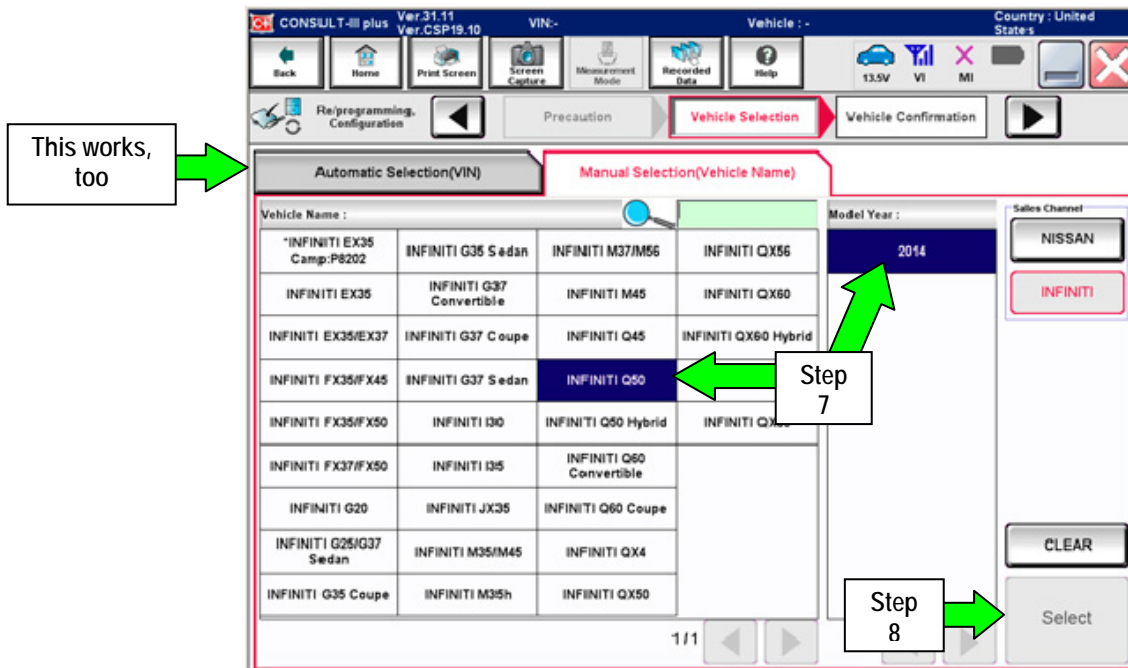 CONSULT-III plus Ver.31.11
Ver.CSP19.10
VIN:-
Vehicle : -
Country : United
States
Back
Home
Print Screen
Screen
Capture
Measurement
Mode
Recorded
Data
Help
13.5V
VI
MI
Re/programming,
Configuration
Precaution
Vehicle Selection
Vehicle Confirmation
This works,
too
Automatic Selection(VIN)
Manual Selection(Vehicle Name)
Vehicle Name :
Model Year :
Sales Channel
*INFINITI EX35
Camp:P8202
INFINITI G35 Sedan
INFINITI M37/M56
INFINITI QX56
2014
NISSAN
INFINITI EX35
INFINITI G37
Convertible
INFINITI M45
INFINITI QX60
INFINITI
INFINITI EX35/EX37
INFINITI G37 Coupe
INFINITI Q45
INFINITI QX60 Hybrid
INFINITI FX35/FX45
INFINITI G37 Sedan
INFINITI Q50
Step
7
INFINITI FX35/FX50
INFINITI I30
INFINITI Q50 Hybrid
INFINITI
INFINITI FX37/FX50
INFINITI I35
INFINITI Q60
Convertible
INFINITI G20
INFINITI JX35
INFINITI Q60 Coupe
INFINITI G25/G37
Sedan
INFINITI M35/M45
INFINITI QX4
CLEAR
INFINITI G35 Coupe
INFINITI M35h
INFINITI QX50
Step
8
Select
1/1